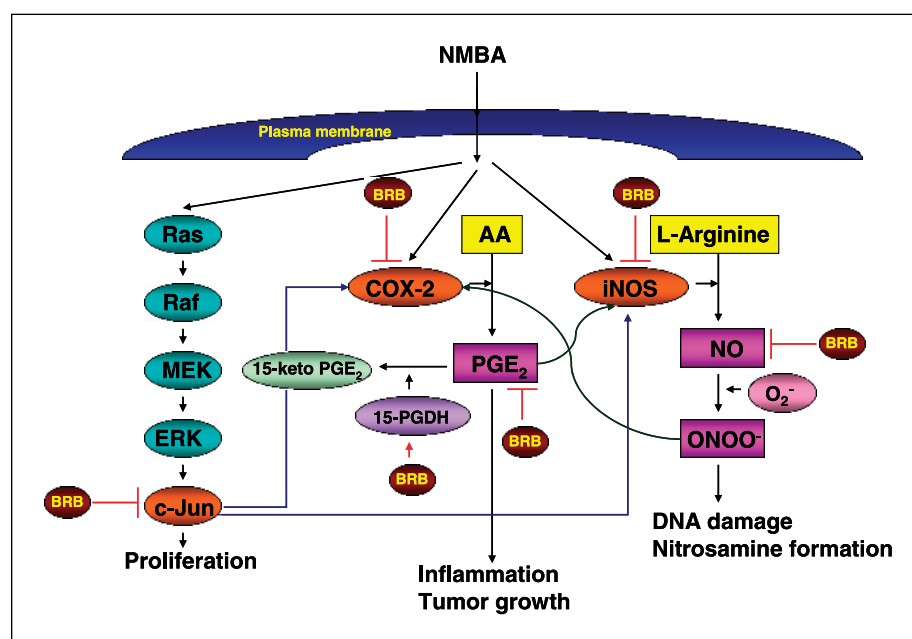 NMBA
Plasma membrane
BRB
BRB
Ras
AA
L-Arginine
COX-2
iNOS
Raf
NO
BRB
MEK
15-keto PGE₂
PGE₂
O₂⁻
15-PGDH
ERK
BRB
ONOO⁻
BRB
BRB
c-Jun
DNA damage
Nitrosamine formation
Proliferation
Inflammation
Tumor growth